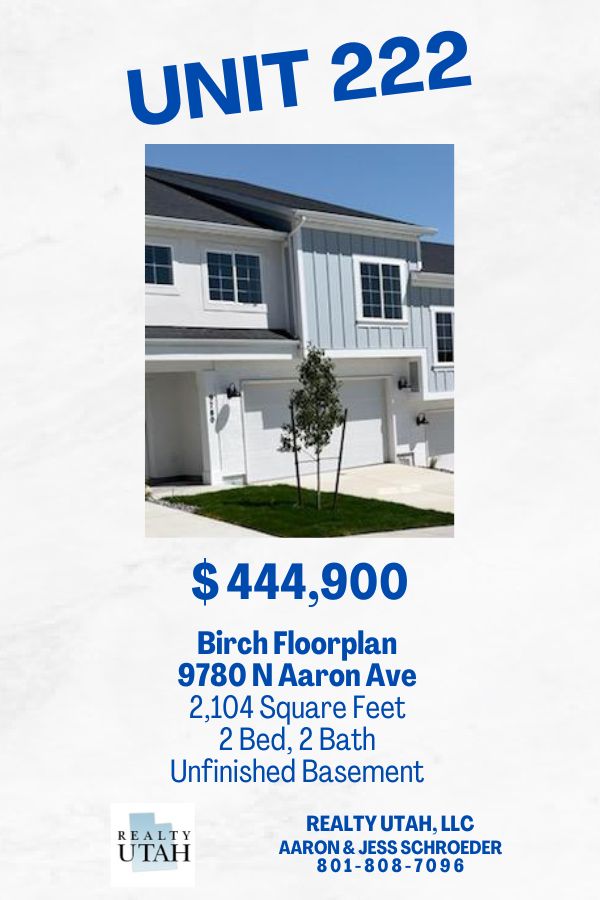 UNIT 222
9780
$ 444,900
Birch Floorplan
9780 N Aaron Ave
2,104 Square Feet
2 Bed, 2 Bath
Unfinished Basement
REALTY
UTAH
REALTY UTAH, LLC
AARON & JESS SCHROEDER
801-808-7096